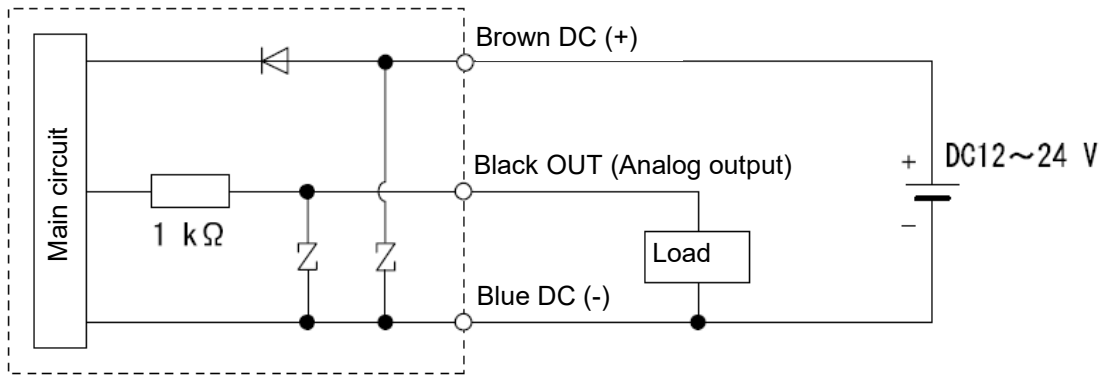 Brown DC (+)
Main circuit
Black OUT (Analog output)
+ DC12～24 V
−
1 kΩ
Load
Blue DC (-)